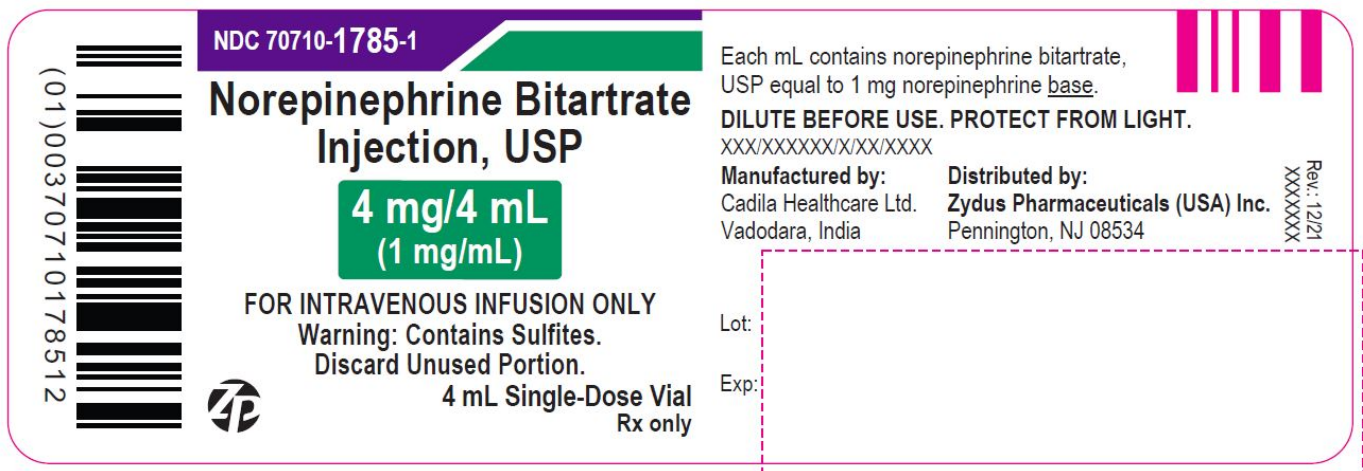 (01)00370710178512
NDC 70710-1785-1
Norepinephrine Bitartrate
Injection, USP
4 mg/4 mL
(1 mg/mL)
FOR INTRAVENOUS INFUSION ONLY
Warning: Contains Sulfites.
Discard Unused Portion.
4 mL Single-Dose Vial
Rx only
ZP
Each mL contains norepinephrine bitartrate,
USP equal to 1 mg norepinephrine base.
DILUTE BEFORE USE. PROTECT FROM LIGHT.
XXX/XXXXXX/X/XX/XXXX
Manufactured by:
Cadila Healthcare Ltd.
Vadodara, India
Distributed by:
Zydus Pharmaceuticals (USA) Inc.
Pennington, NJ 08534
Rev.: 12/21
XXXXXXX
Lot:
Exp: